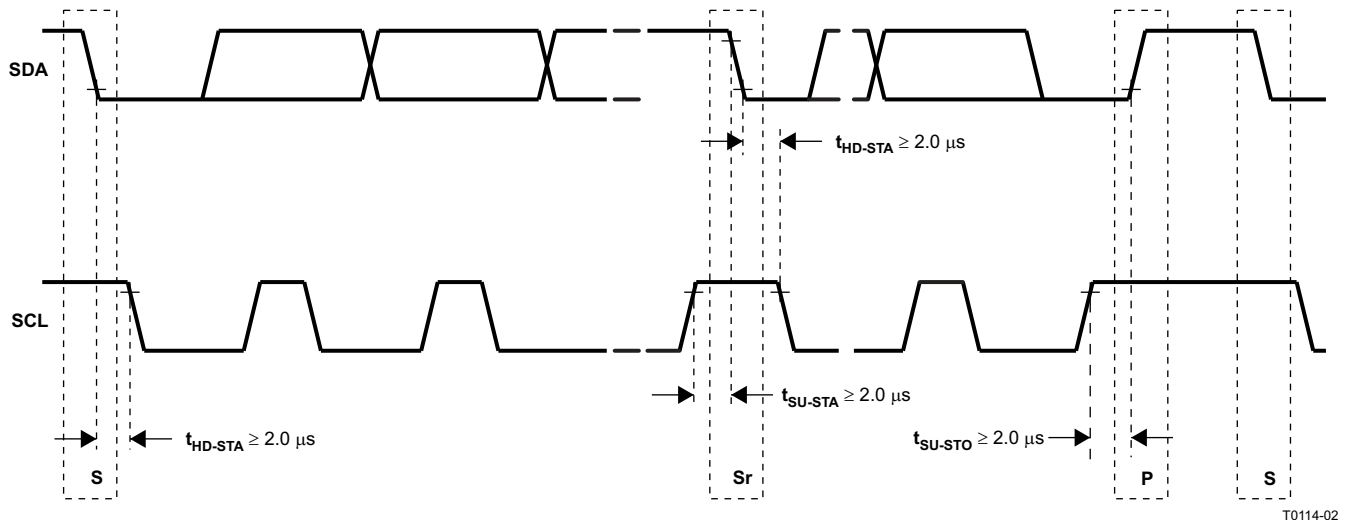 SDA
t_HD-STA ≥ 2.0 μs
SCL
t_SU-STA ≥ 2.0 μs
t_HD-STA ≥ 2.0 μs
t_SU-STO ≥ 2.0 μs
S
Sr
P
S
T0114-02